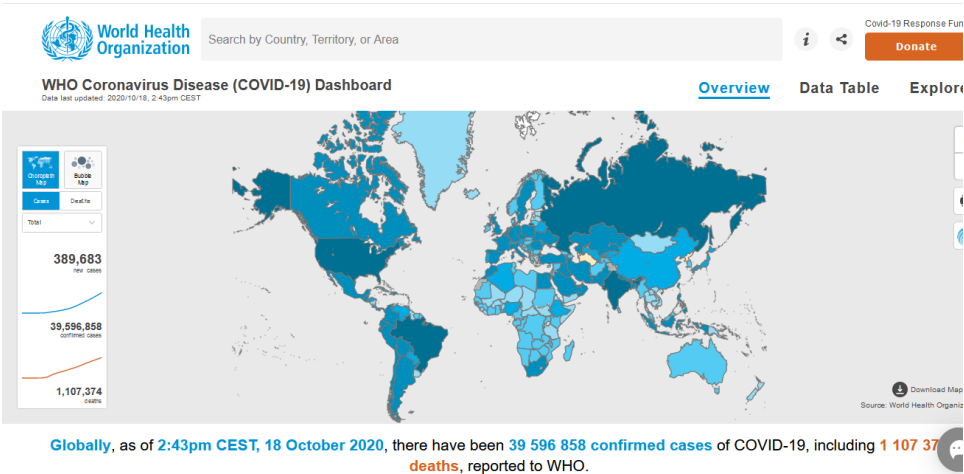 World Health
Organization
Search by Country, Territory, or Area
i
Covid-19 Response Fun
Donate
WHO Coronavirus Disease (COVID-19) Dashboard
Data last updated: 2020/10/18, 2:43pm CEST
Overview
Data Table
Explore
Choropleth
Map
Bubble
Map
Cases
Deaths
Total
389,683
new cases
39,596,858
confirmed cases
1,107,374
deaths
Download Map
Source: World Health Organiz
Globally, as of 2:43pm CEST, 18 October 2020, there have been 39 596 858 confirmed cases of COVID-19, including 1 107 37
deaths, reported to WHO.